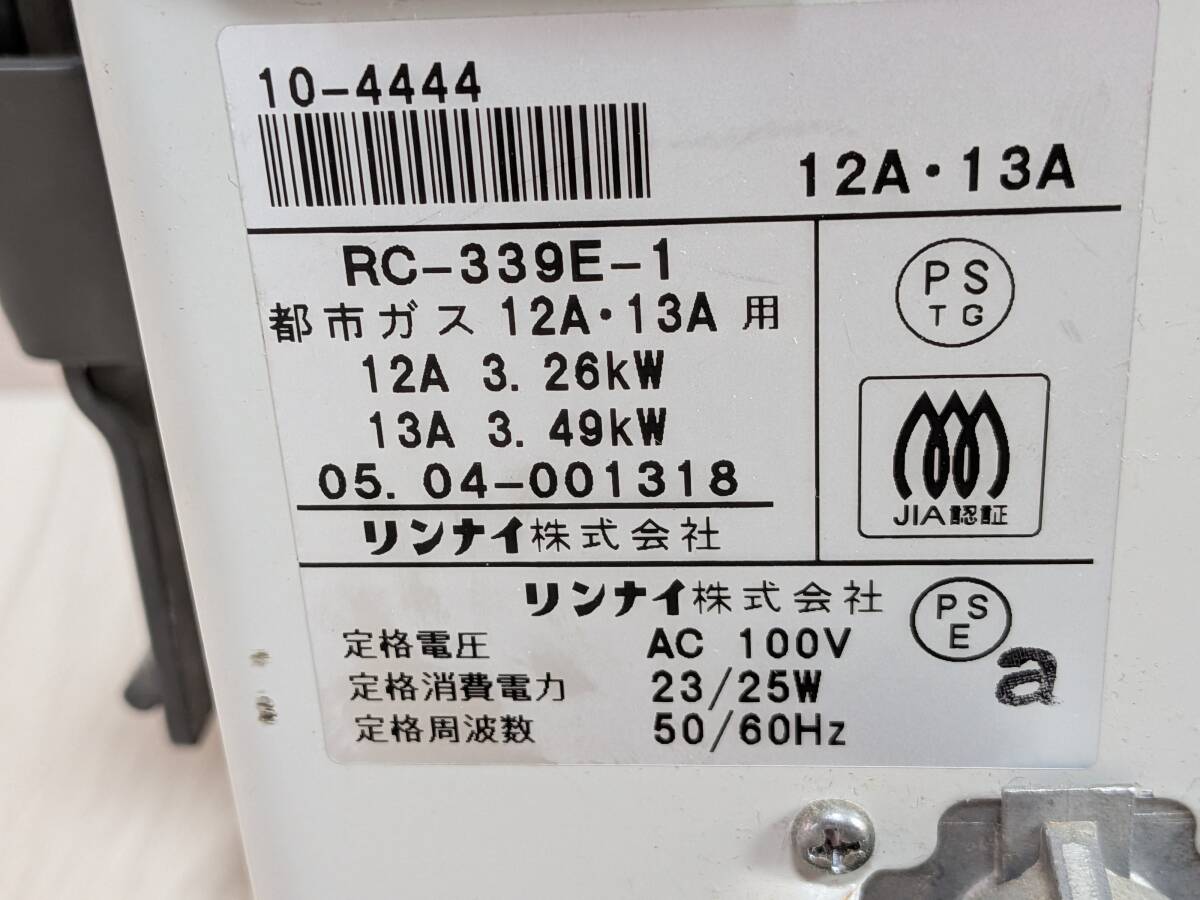 10-4444
12A・13A
RC-339E-1
都市ガス 12A・13A 用
12A 3. 26kW
13A 3. 49kW
05. 04-001318
リンナイ株式会社
PS
TG
JIA認証
リンナイ株式会社
PS
E
定格電圧 AC 100V
定格消費電力 23/25W
定格周波数 50/60Hz
a